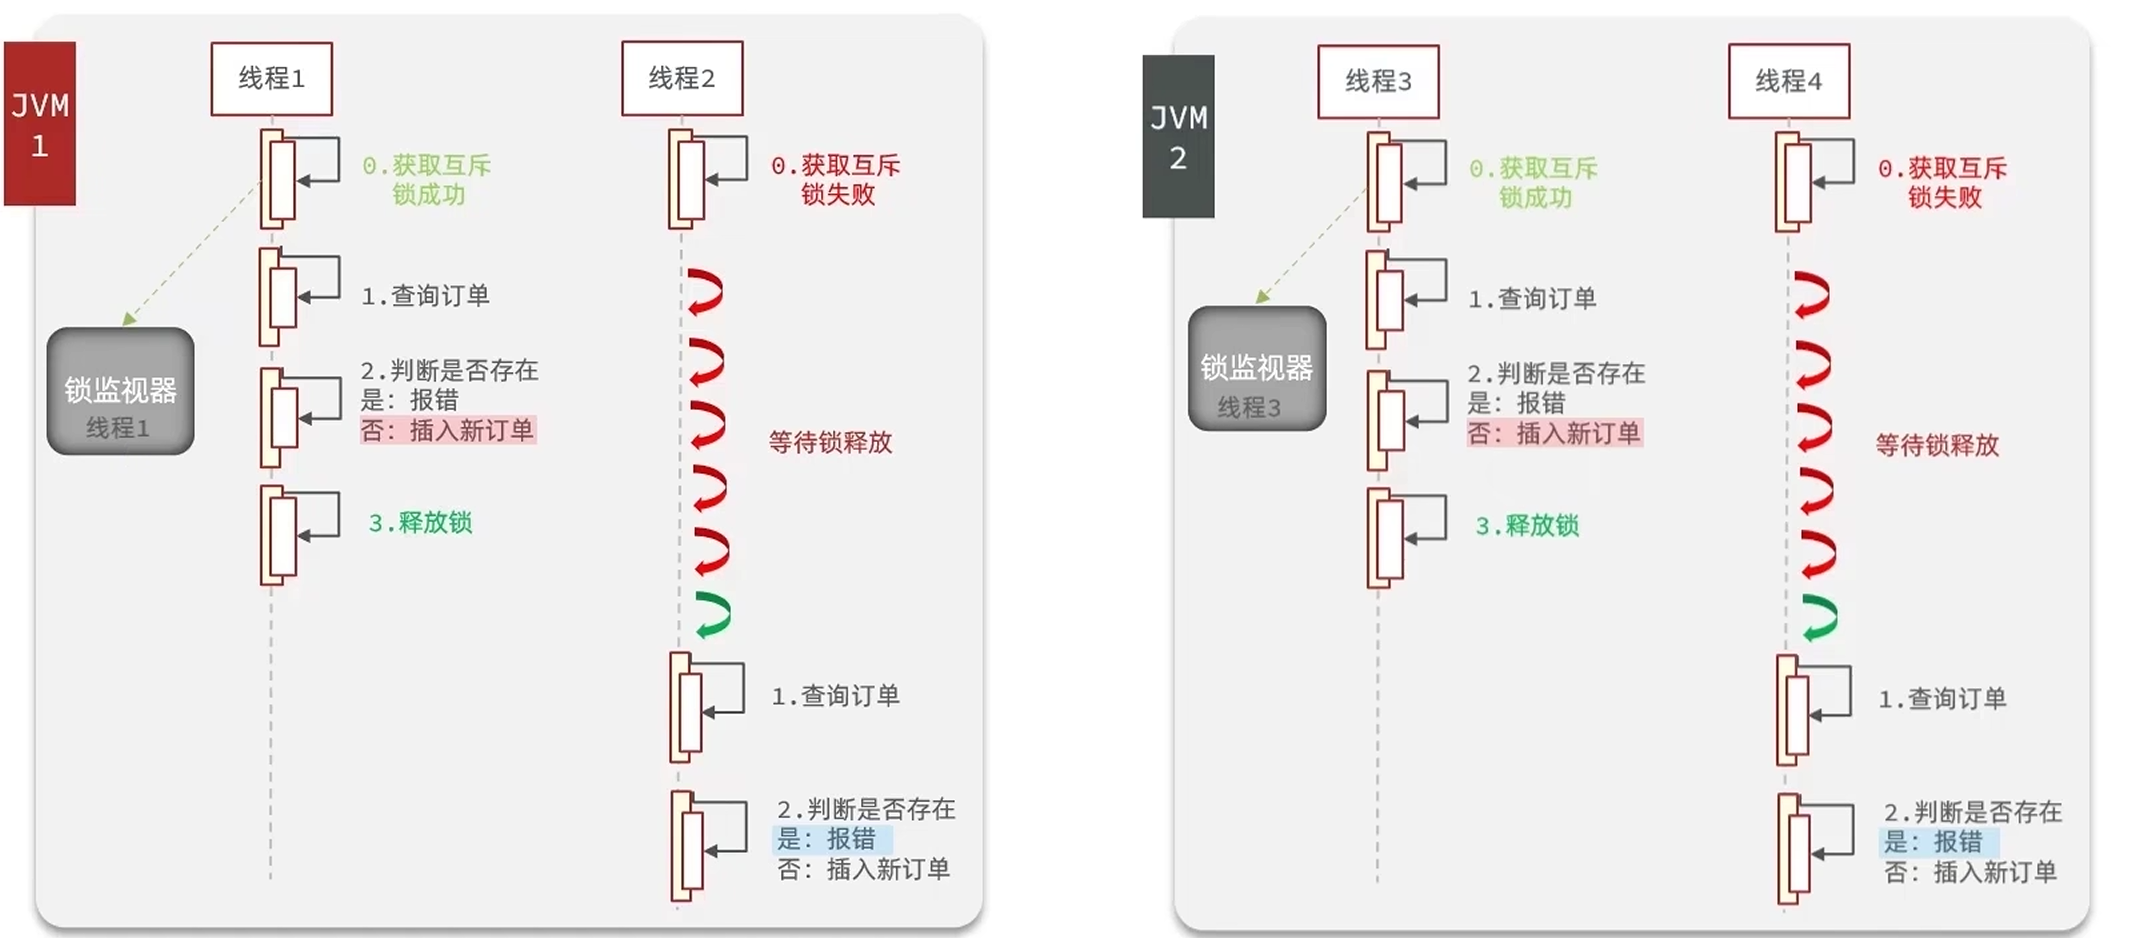 JVM
1
线程1
线程2
0.获取互斥
锁成功
0.获取互斥
锁失败
1.查询订单
锁监视器
线程1
2.判断是否存在
是：报错
否：插入新订单
等待锁释放
3.释放锁
1.查询订单
2.判断是否存在
是：报错
否：插入新订单
JVM
2
线程3
线程4
0.获取互斥
锁成功
0.获取互斥
锁失败
1.查询订单
锁监视器
线程3
2.判断是否存在
是：报错
否：插入新订单
等待锁释放
3.释放锁
1.查询订单
2.判断是否存在
是：报错
否：插入新订单